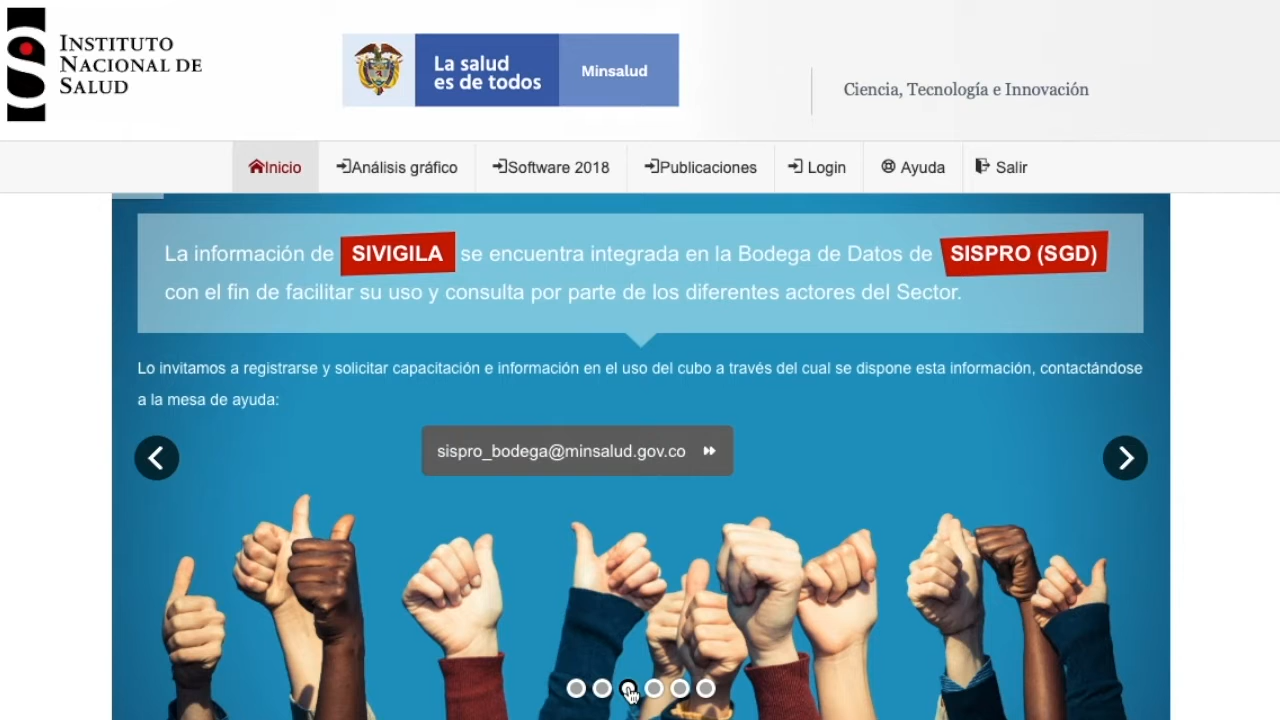 INSTITUTO
NACIONAL DE
SALUD
La salud
es de todos
Minsalud
Ciencia, Tecnología e Innovación
Inicio
Análisis gráfico
Software 2018
Publicaciones
Login
Ayuda
Salir
La información de SIVIGILA se encuentra integrada en la Bodega de Datos de SISPRO (SGD)
con el fin de facilitar su uso y consulta por parte de los diferentes actores del Sector.
Lo invitamos a registrarse y solicitar capacitación e información en el uso del cubo a través del cual se dispone esta información, contactándose
a la mesa de ayuda:
sispro_bodega@minsalud.gov.co